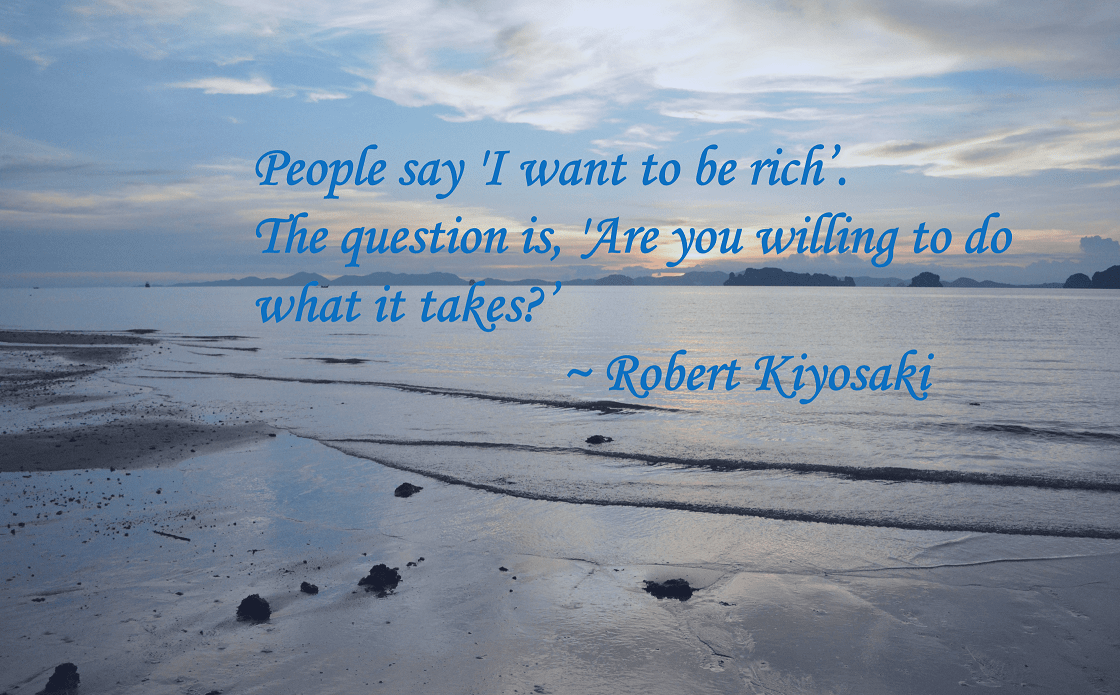 People say 'I want to be rich’.
The question is, 'Are you willing to do
what it takes?’
~ Robert Kiyosaki